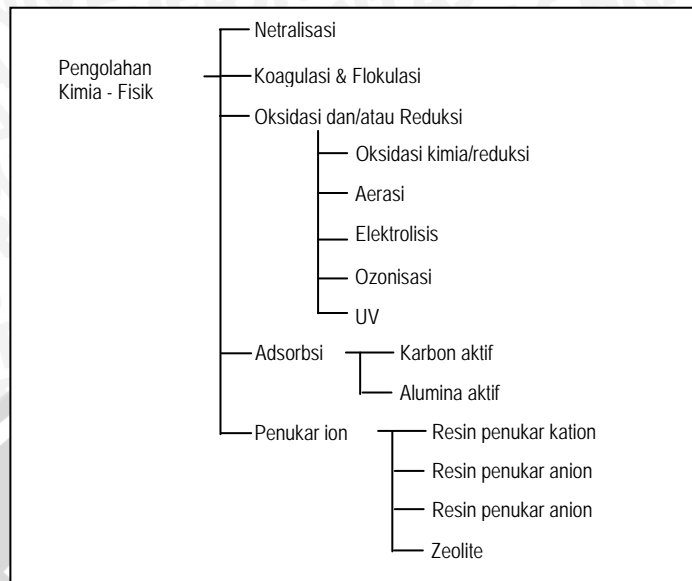 Netralisasi
Pengolahan
Kimia - Fisik
Koagulasi & Flokulasi
Oksidasi dan/atau Reduksi
Oksidasi kimia/reduksi
Aerasi
Elektrolisis
Ozonisasi
UV
Adsorbsi
Karbon aktif
Alumina aktif
Penukar ion
Resin penukar kation
Resin penukar anion
Resin penukar anion
Zeolite